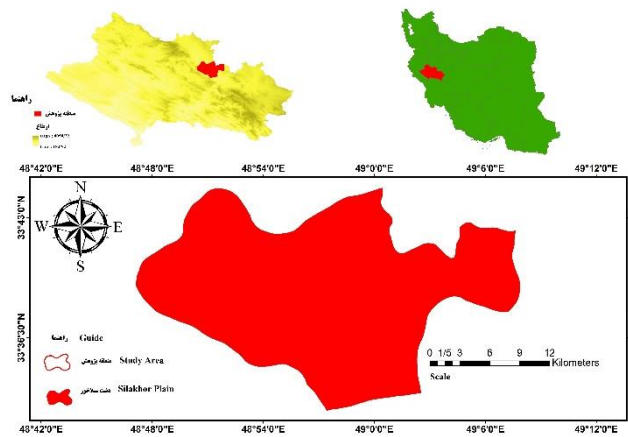 راهنما
منطقه پژوهش
ارتفاع
48°42'0"E 48°48'0"E 48°54'0"E 49°0'0"E 49°6'0"E 49°12'0"E
33°43'0"N
33°36'30"N
N
W E
S
راهنما Guide
منطقه پژوهش Study Area
دشت سلاخور Silakhor Plain
0 1/5 3 6 9 12
Kilometers
Scale
48°42'0"E 48°48'0"E 48°54'0"E 49°0'0"E 49°6'0"E 49°12'0"E